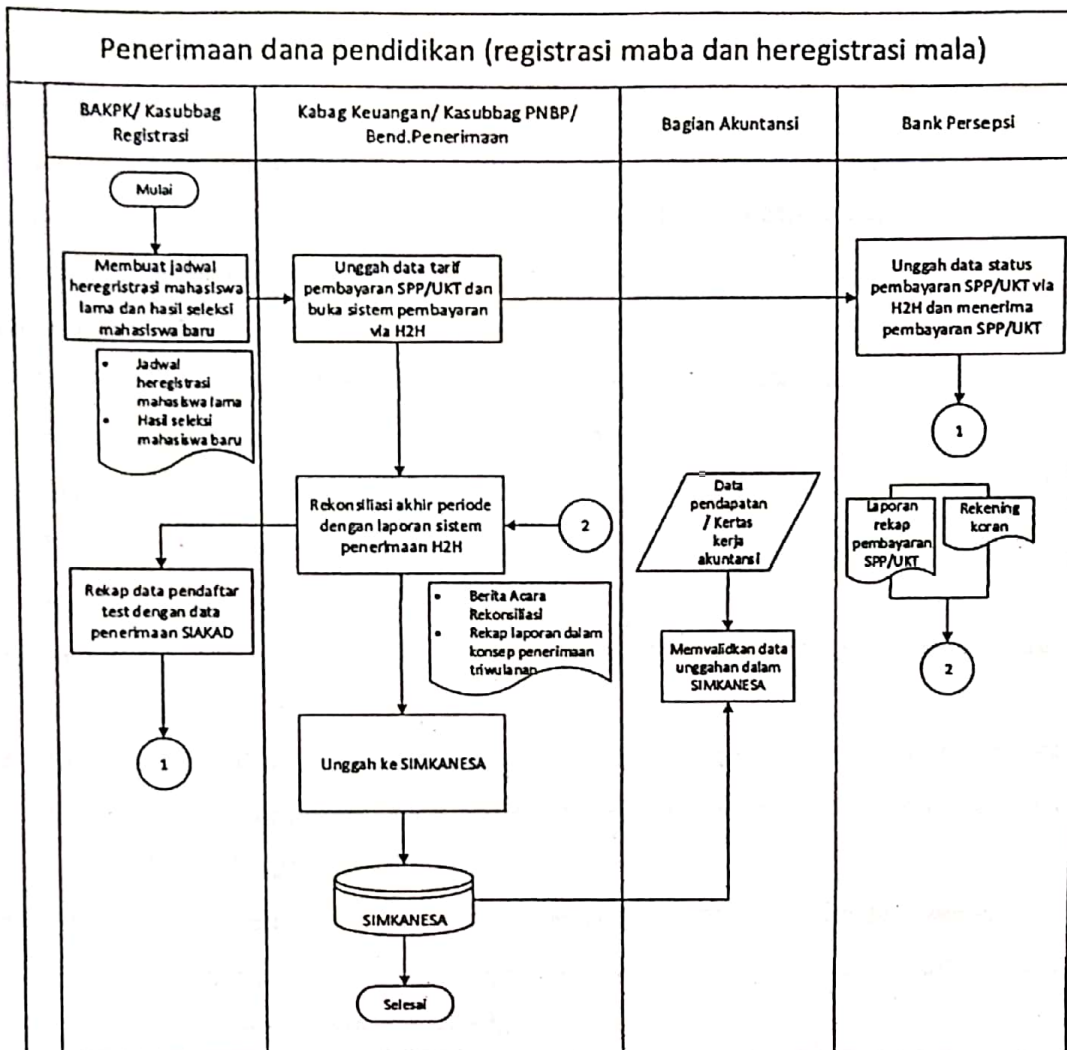 Penerimaan dana pendidikan (registrasi maba dan heregistrasi mala)
BAKPK/ Kasubbag
Registrasi
Kabag Keuangan/ Kasubbag PNBP/
Bend.Penerimaan
Bagian Akuntansi
Bank Persepsi
Mulai
Membuat jadwal
heregristrasi mahasiswa
lama dan hasil seleksi
mahasiswa baru
Unggah data tarif
pembayaran SPP/UKT dan
buka sistem pembayaran
via H2H
Unggah data status
pembayaran SPP/UKT via
H2H dan menerima
pembayaran SPP/UKT
• Jadwal
heregistrasi
mahasiswa lama
• Hasil seleksi
mahasiswa baru
1
Rekonsiliasi akhir periode
dengan laporan sistem
penerimaan H2H
2
Data
pendapatan
/ Kertas
kerja
akuntansi
Laporan
rekap
pembayaran
SPP/UKT
Rekening
koran
Rekap data pendaftar
test dengan data
penerimaan SIAKAD
• Berita Acara
Rekonsiliasi
• Rekap laporan dalam
konsep penerimaan
triwulanan
Memvalidkan data
unggahan dalam
SIMKANESA
2
1
Unggah ke SIMKANESA
SIMKANESA
Selesai